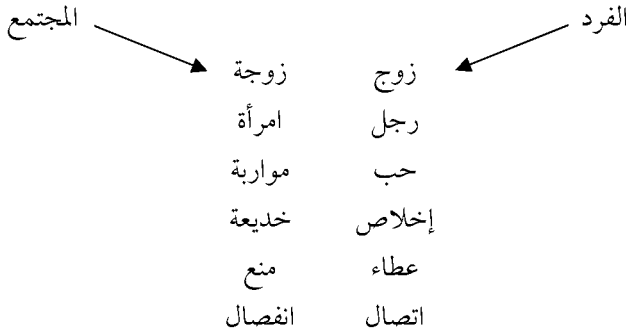 الفرد المجتمع
زوج زوجة
رجل امرأة
حب مواربة
إخلاص خديعة
عطاء منع
اتصال انفصال